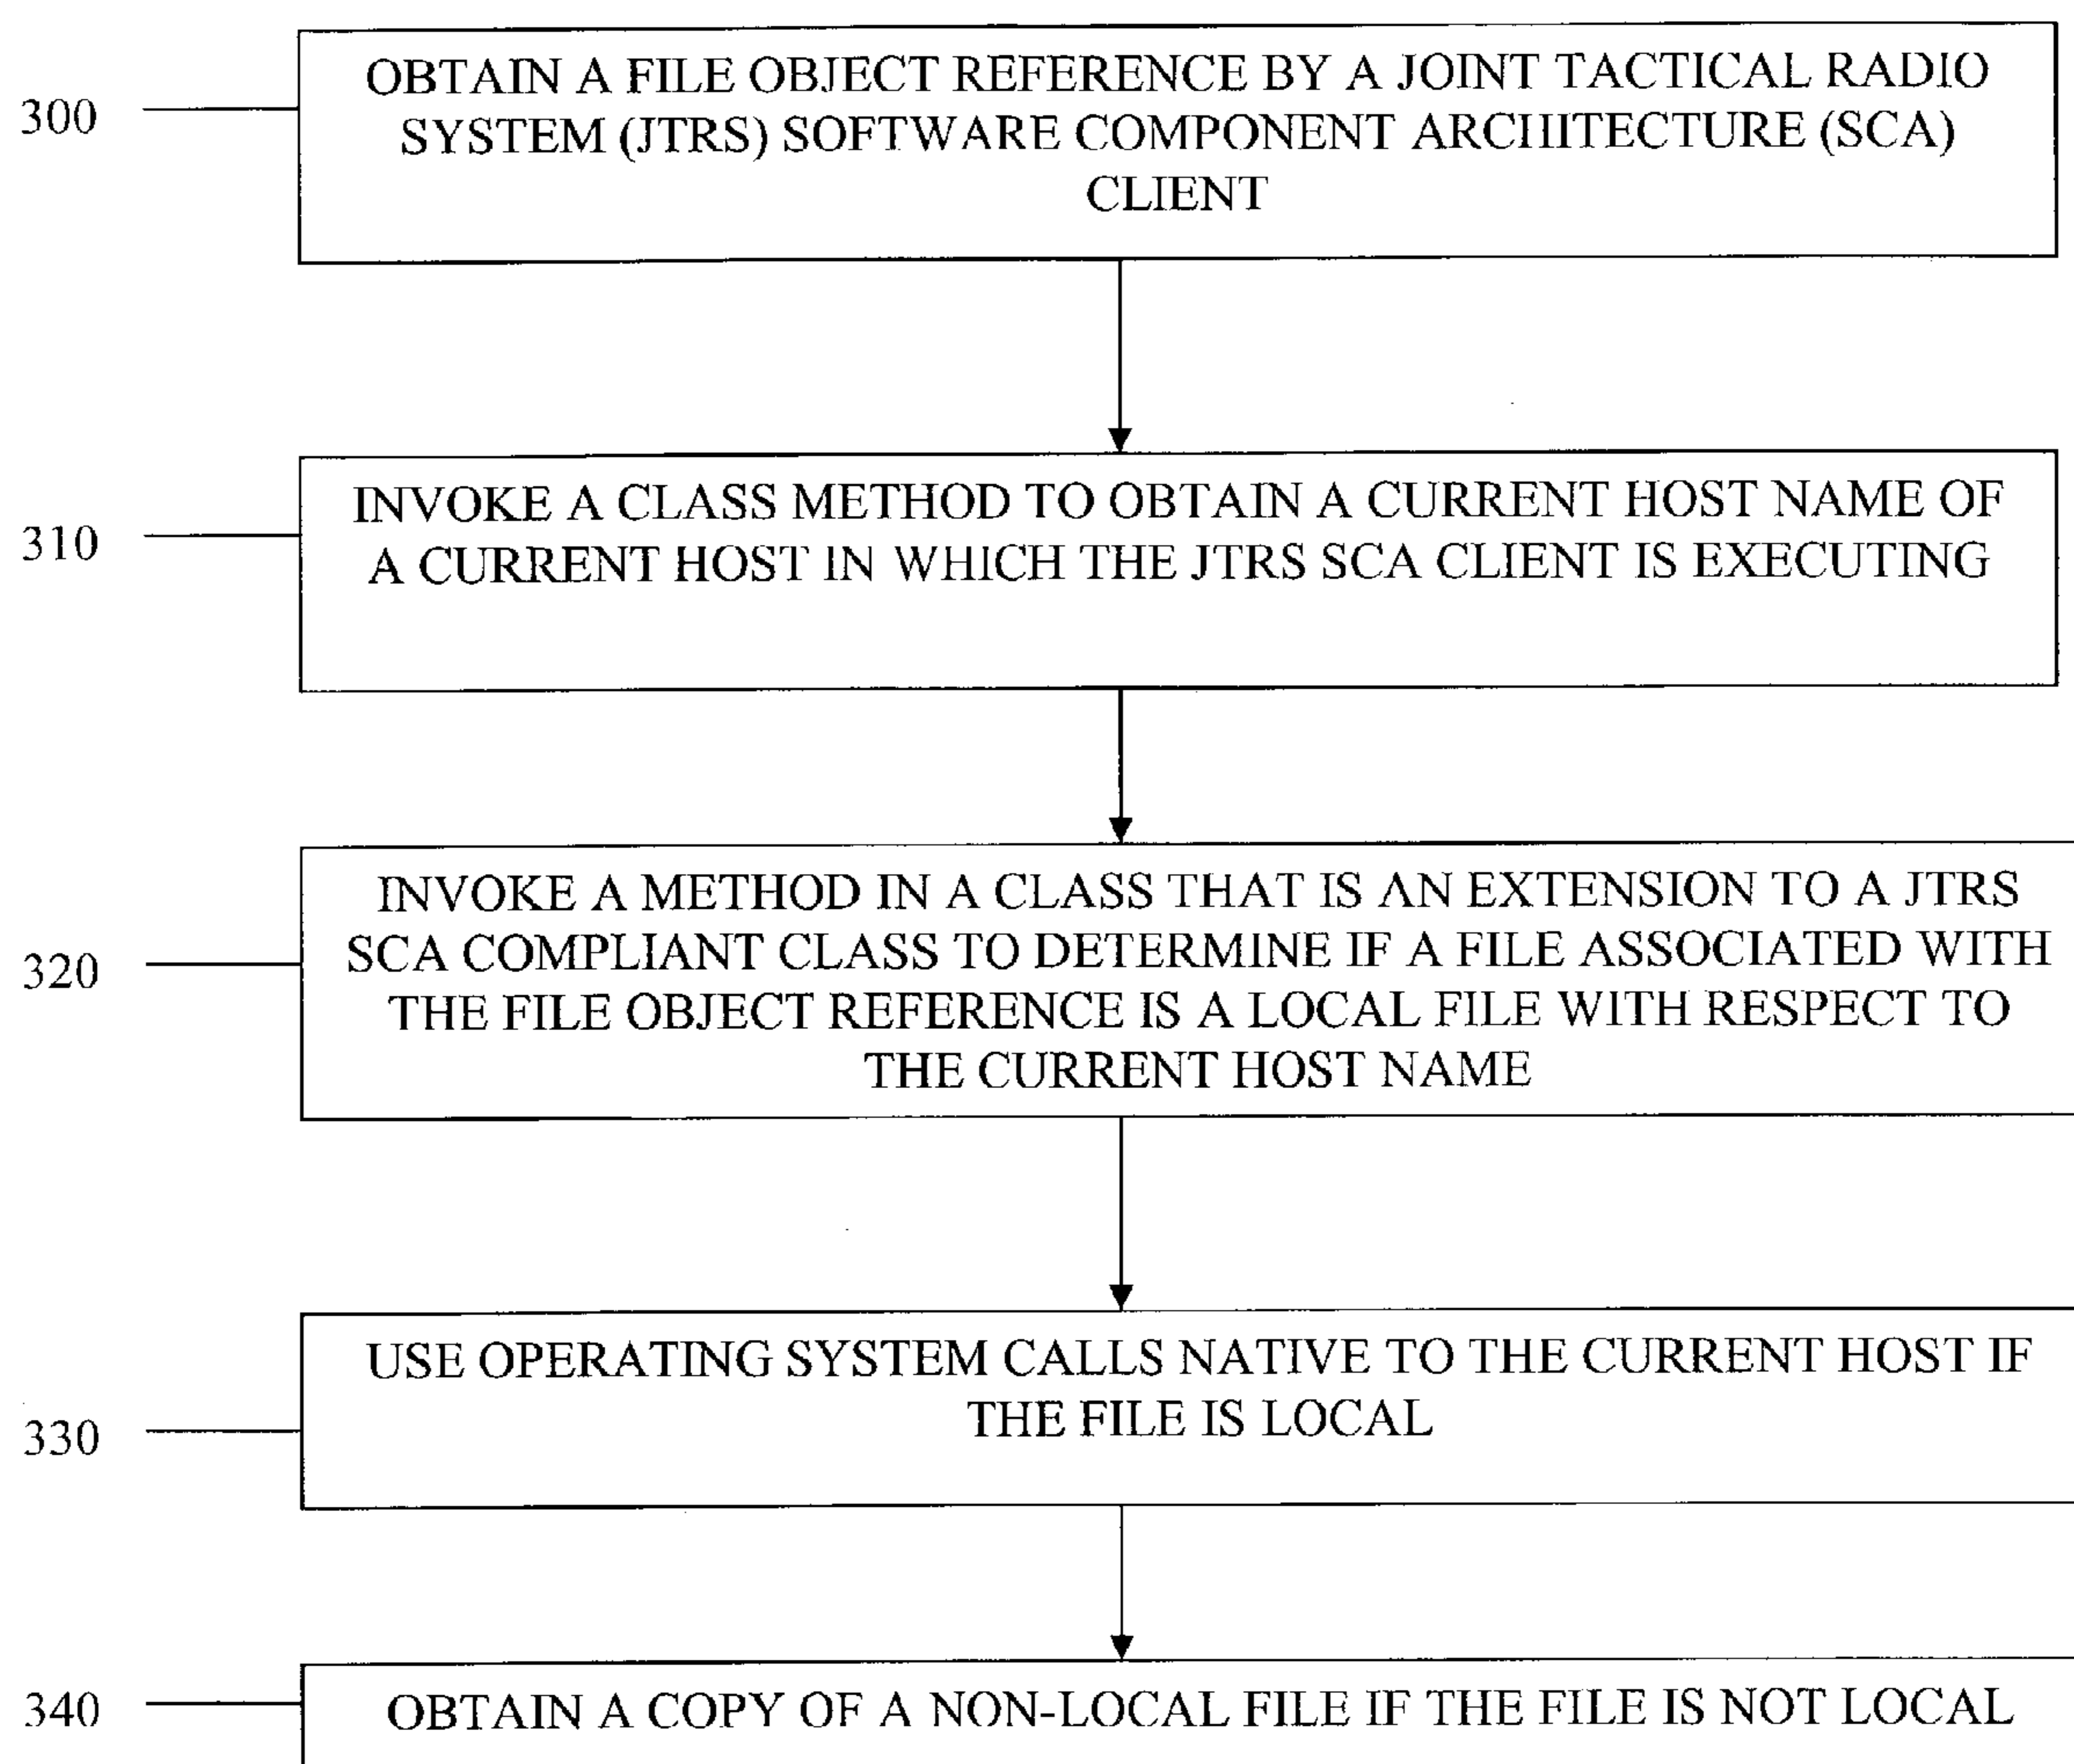 300
OBTAIN A FILE OBJECT REFERENCE BY A JOINT TACTICAL RADIO
SYSTEM (JTRS) SOFTWARE COMPONENT ARCHITECTURE (SCA)
CLIENT
310
INVOKE A CLASS METHOD TO OBTAIN A CURRENT HOST NAME OF
A CURRENT HOST IN WHICH THE JTRS SCA CLIENT IS EXECUTING
320
INVOKE A METHOD IN A CLASS THAT IS AN EXTENSION TO A JTRS
SCA COMPLIANT CLASS TO DETERMINE IF A FILE ASSOCIATED WITH
THE FILE OBJECT REFERENCE IS A LOCAL FILE WITH RESPECT TO
THE CURRENT HOST NAME
330
USE OPERATING SYSTEM CALLS NATIVE TO THE CURRENT HOST IF
THE FILE IS LOCAL
340
OBTAIN A COPY OF A NON-LOCAL FILE IF THE FILE IS NOT LOCAL